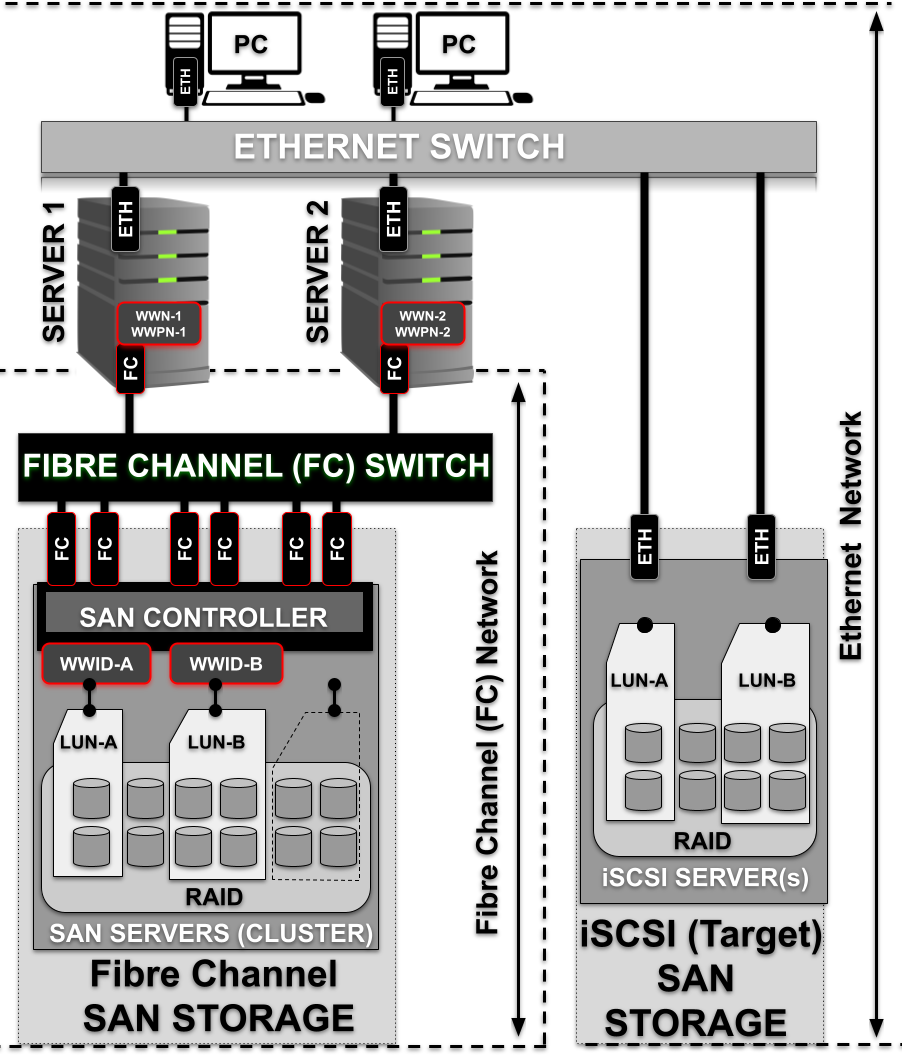 PC
PC
ETH
ETH
ETHERNET SWITCH
SERVER 1
ETH
SERVER 2
ETH
WWN-1
WWPN-1
WWN-2
WWPN-2
FC
FC
FIBRE CHANNEL (FC) SWITCH
FC
FC
FC
FC
FC
FC
SAN CONTROLLER
WWID-A
WWID-B
LUN-A
LUN-B
RAID
SAN SERVERS (CLUSTER)
Fibre Channel
SAN STORAGE
Fibre Channel (FC) Network
ETH
ETH
LUN-A
LUN-B
RAID
iSCSI SERVER(s)
iSCSI (Target)
SAN
STORAGE
Ethernet Network